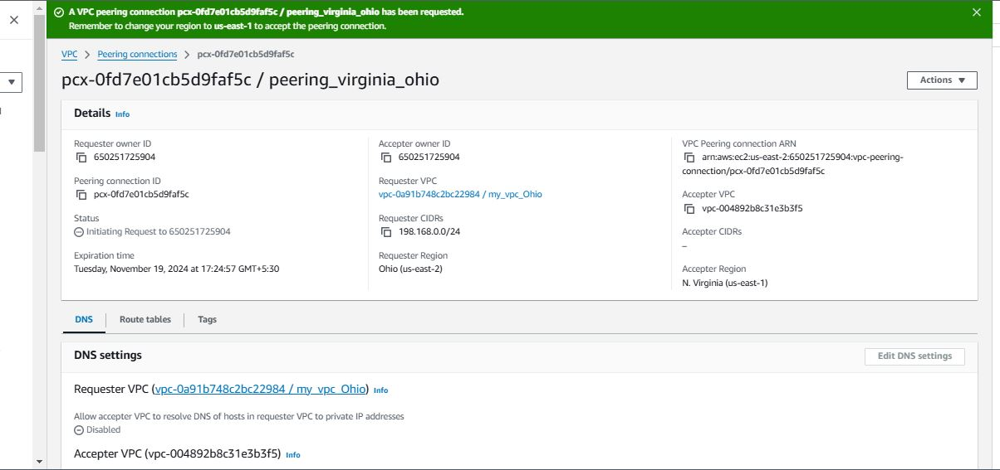 A VPC peering connection pcx-0fd7e01cb5d9faf5c / peering_virginia_ohio has been requested.
Remember to change your region to us-east-1 to accept the peering connection.
VPC > Peering connections > pcx-0fd7e01cb5d9faf5c
pcx-0fd7e01cb5d9faf5c / peering_virginia_ohio
Actions
Details Info
Requester owner ID
650251725904
Peering connection ID
pcx-0fd7e01cb5d9faf5c
Status
Initiating Request to 650251725904
Expiration time
Tuesday, November 19, 2024 at 17:24:57 GMT+5:30
Accepter owner ID
650251725904
Requester VPC
vpc-0a91b748c2bc22984 / my_vpc_Ohio
Requester CIDRs
198.168.0.0/24
Requester Region
Ohio (us-east-2)
VPC Peering connection ARN
arn:aws:ec2:us-east-2:650251725904:vpc-peering-
connection/pcx-0fd7e01cb5d9faf5c
Accepter VPC
vpc-004892b8c31e3b3f5
Accepter CIDRs
–
Accepter Region
N. Virginia (us-east-1)
DNS
Route tables
Tags
DNS settings
Edit DNS settings
Requester VPC (vpc-0a91b748c2bc22984 / my_vpc_Ohio) Info
Allow accepter VPC to resolve DNS of hosts in requester VPC to private IP addresses
Disabled
Accepter VPC (vpc-004892b8c31e3b3f5) Info